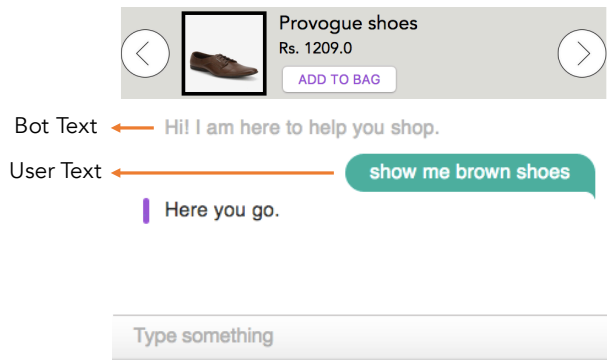 Provogue shoes
Rs. 1209.0
ADD TO BAG
Bot Text
Hi! I am here to help you shop.
User Text
show me brown shoes
Here you go.
Type something